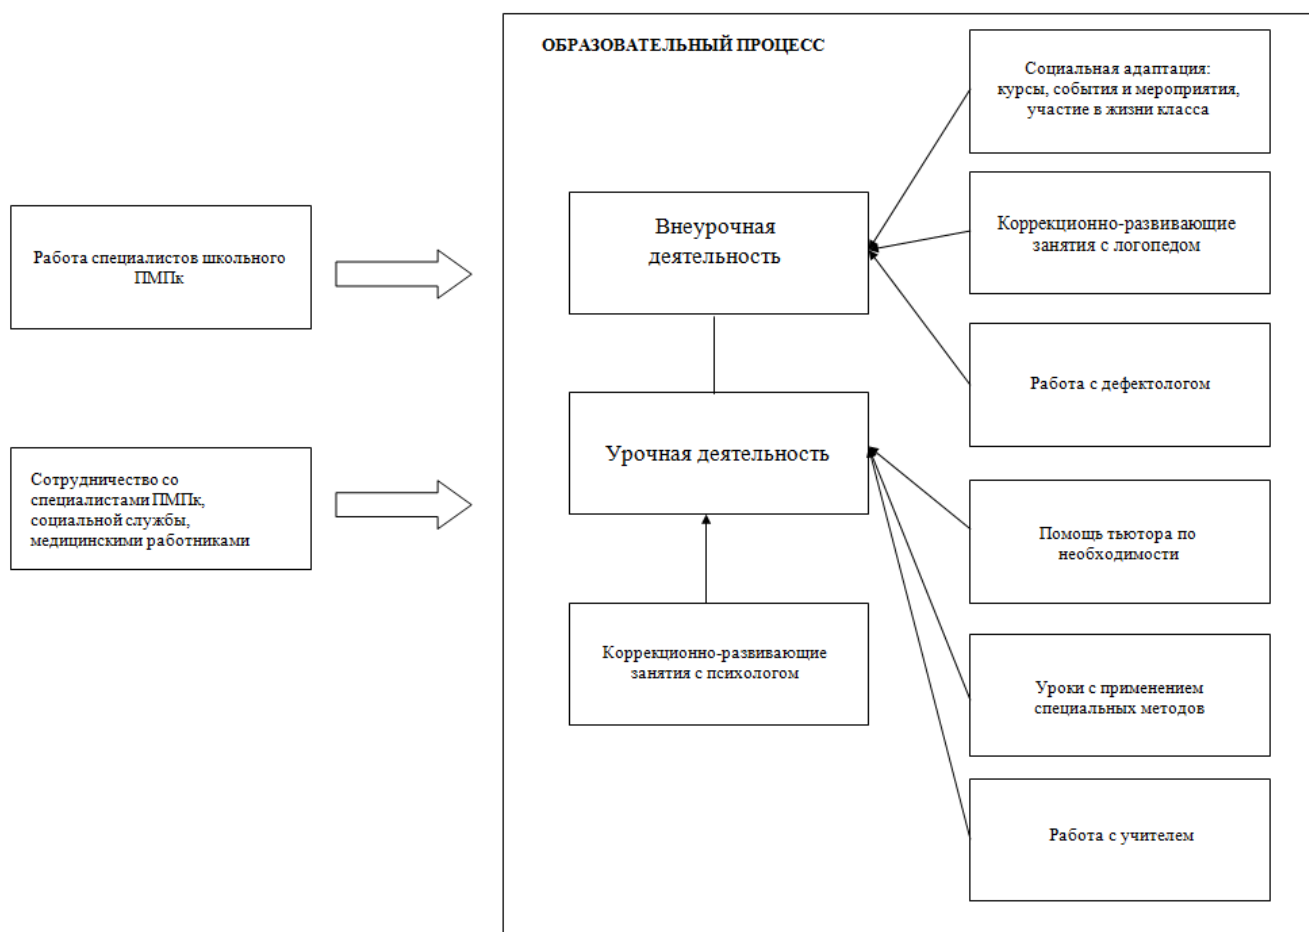 ОБРАЗОВАТЕЛЬНЫЙ ПРОЦЕСС
Социальная адаптация:
курсы, события и мероприятия,
участие в жизни класса
Внеурочная
деятельность
Коррекционно-развивающие
занятия с логопедом
Работа специалистов школьного
ПМПк
Работа с дефектологом
Урочная деятельность
Сотрудничество со
специалистами ПМПк,
социальной службы,
медицинскими работниками
Помощь тьютора по
необходимости
Коррекционно-развивающие
занятия с психологом
Уроки с применением
специальных методов
Работа с учителем